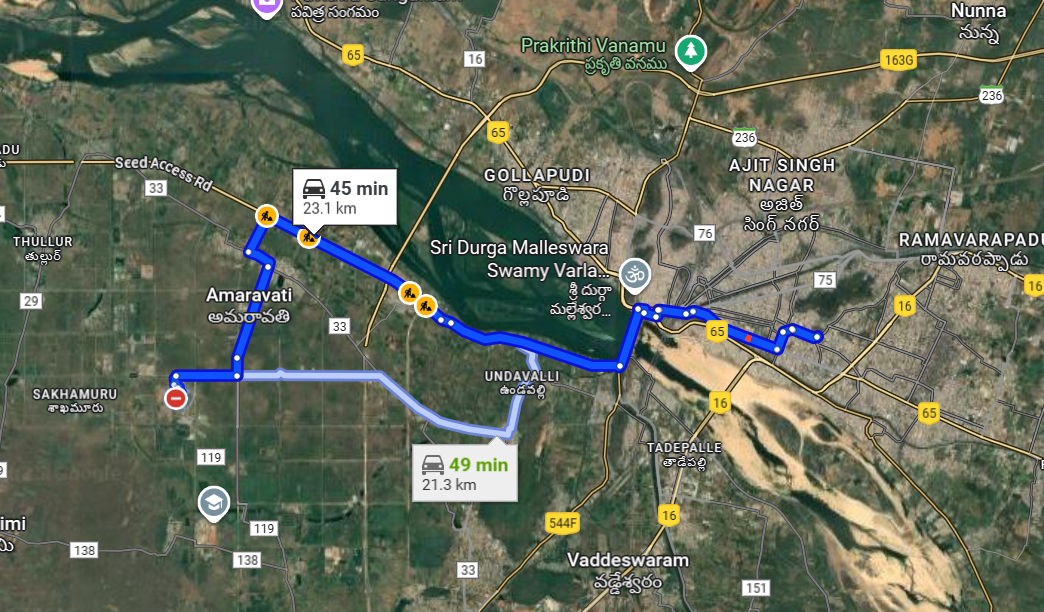 పవిత్ర సంగమం
65
16
Prakrithi Vanamu
ప్రకృతి వనము
Nunna
నున్న
163G
236
65
236
Seed Access Rd
33
45 min
23.1 km
GOLLAPUDI
గొల్లపూడి
AJIT SINGH
NAGAR
అజిత్
సింగ్ నగర్
THULLUR
తుల్లూర్
76
Sri Durga Malleswara
Swamy Varla...
శ్రీ దుర్గా
మల్లేశ్వర...
RAMAVARAPADU
రామవరప్పాడు
75
16
16
29
Amaravati
అమరావతి
33
65
UNDAVALLI
ఉండవల్లి
SAKHAMURU
శాఖమూరు
16
65
49 min
21.3 km
TADEPALLE
తాడేపల్లి
119
119
544F
16
138
138
33
Vaddeswaram
వడ్డేశ్వరం
151